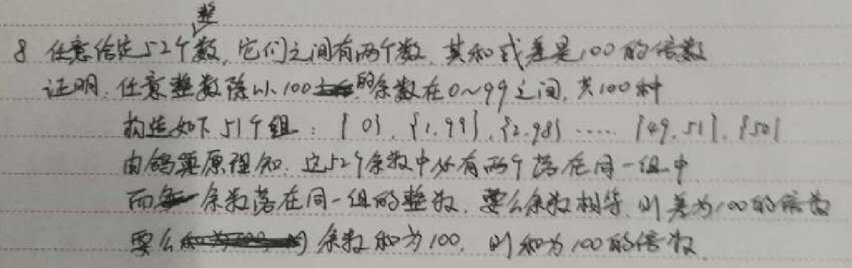 8 任意给定52个整数,它们之间有两个数,其和或差是100的倍数
证明:任意整数除以100的余数在0~99之间,共100种
构造如下51个组:{0},{1,99},{2,98}……{49,51},{50}
由鸽巢原理知,这52个余数中必有两个落在同一组中
而余数落在同一组的整数,要么余数相等,则差为100的倍数
要么余数和为100,则和为100的倍数